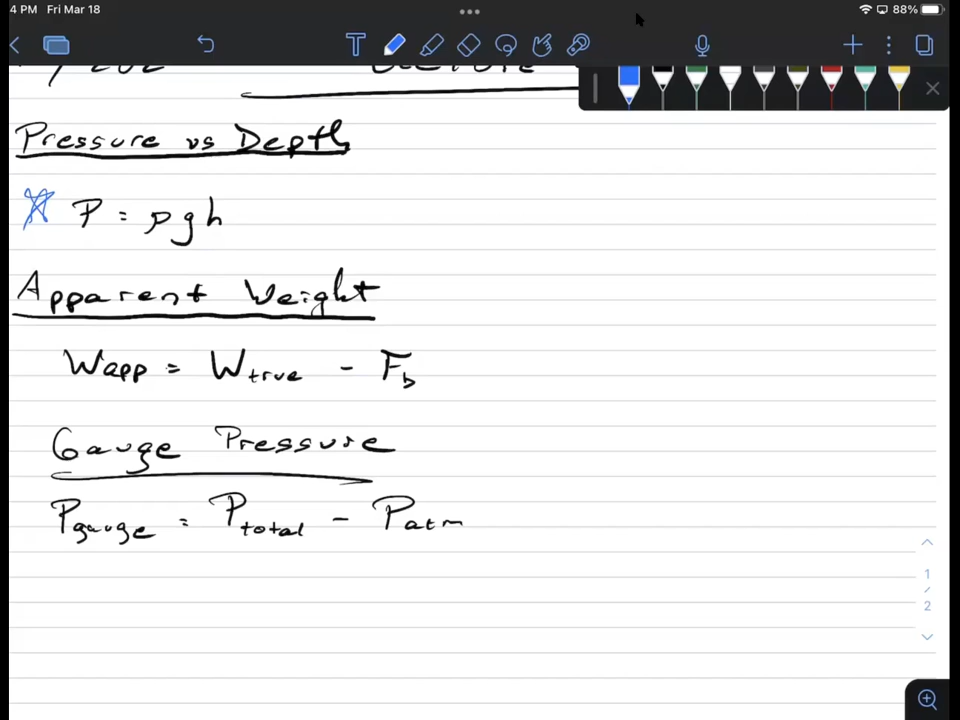 4 PM Fri Mar 18
88%
T
Pressure vs Depth
P = ρgh
Apparent Weight
Wapp = Wtrue - Fb
Gauge Pressure
Pgauge = Ptotal - Patm
1
/
2